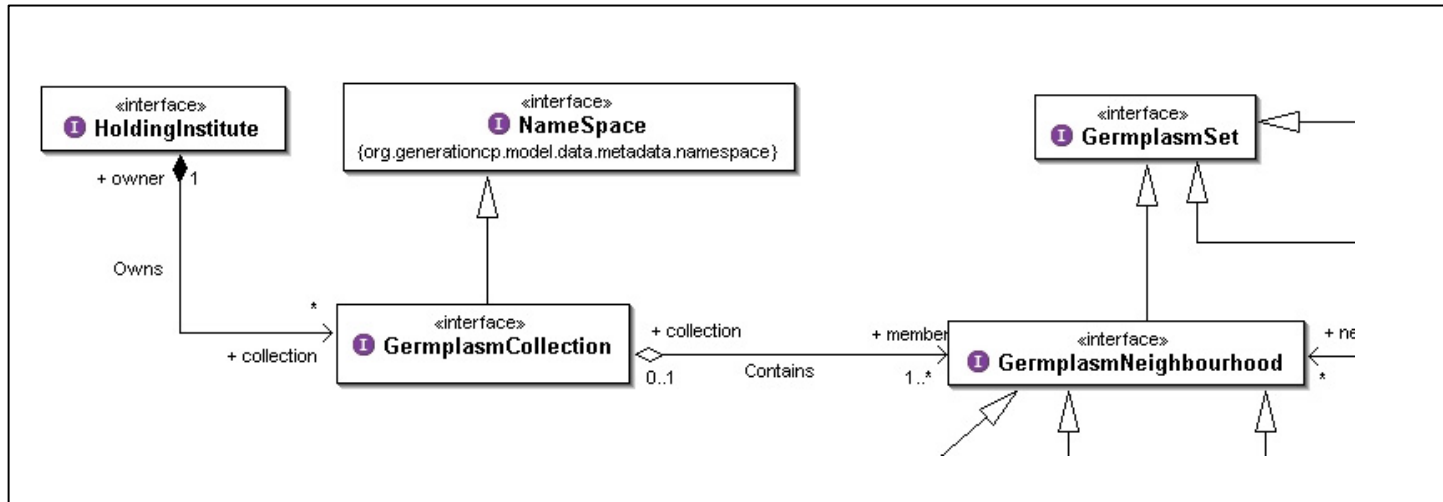 «interface»
I HoldingInstitute
«interface»
I NameSpace
{org.generationcp.model.data.metadata.namespace}
«interface»
I GermplasmSet
+ owner
1
Owns
*
+ collection
«interface»
I GermplasmCollection
+ collection
0..1
Contains
+ member
1..*
«interface»
I GermplasmNeighbourhood
+ ne
*